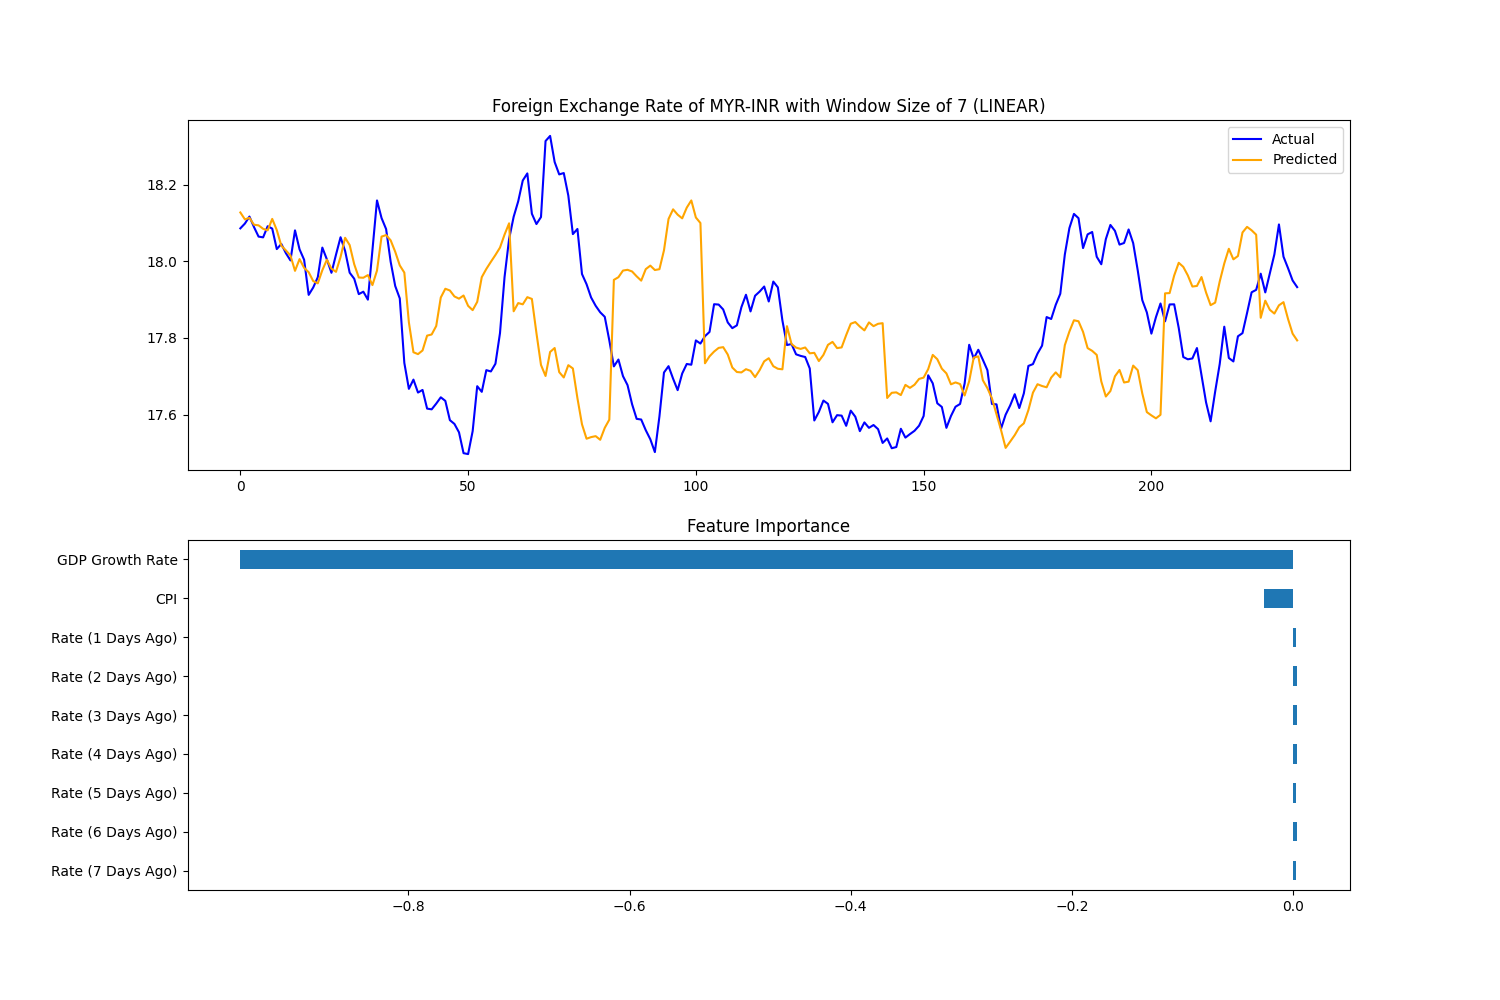 Foreign Exchange Rate of MYR-INR with Window Size of 7 (LINEAR)
Actual
Predicted
18.2
18.0
17.8
17.6
0 50 100 150 200
Feature Importance
GDP Growth Rate
CPI
Rate (1 Days Ago)
Rate (2 Days Ago)
Rate (3 Days Ago)
Rate (4 Days Ago)
Rate (5 Days Ago)
Rate (6 Days Ago)
Rate (7 Days Ago)
−0.8 −0.6 −0.4 −0.2 0.0